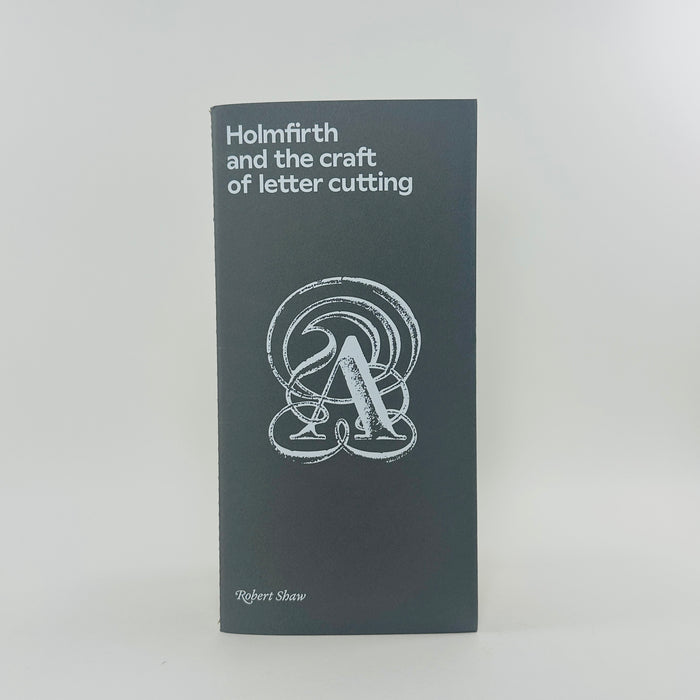 Holmfirth
and the craft
of letter cutting
A
Robert Shaw